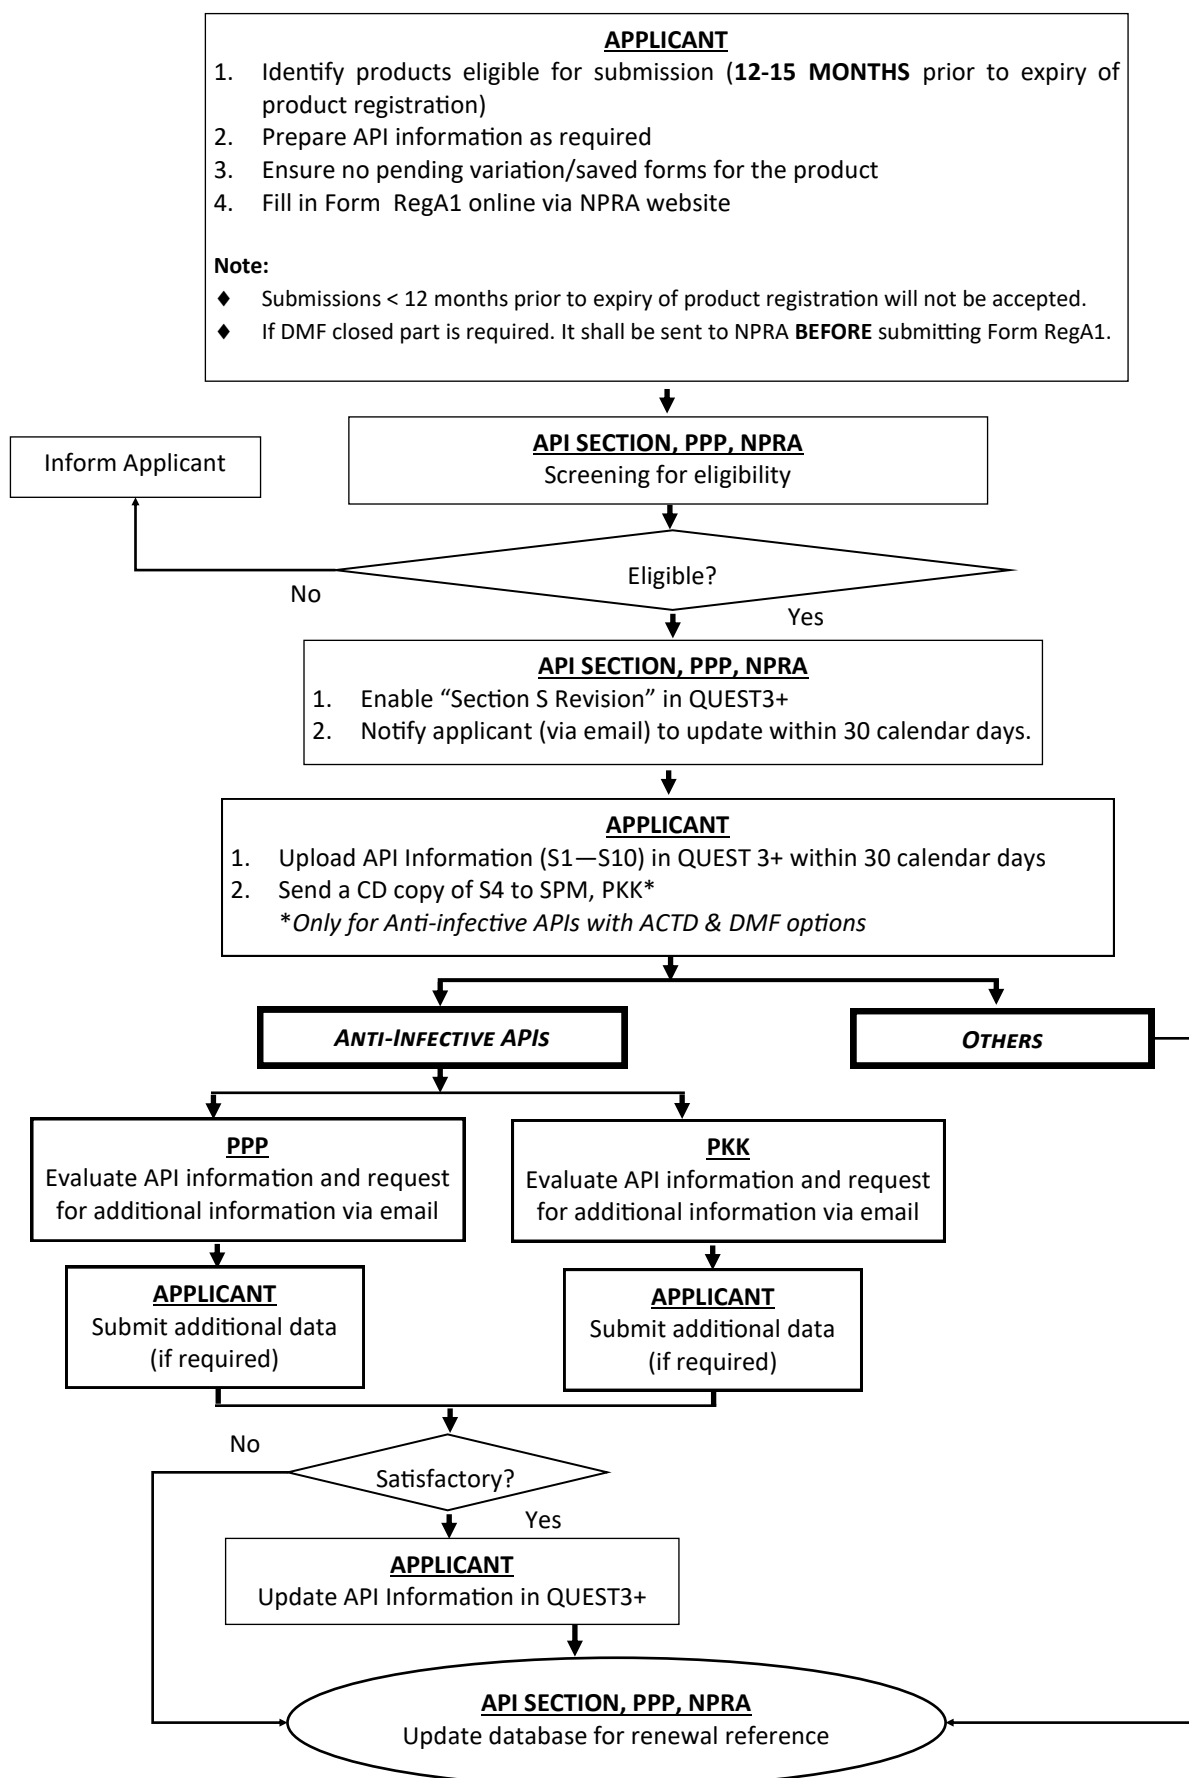 APPLICANT
1. Identify products eligible for submission (12-15 MONTHS prior to expiry of
product registration)
2. Prepare API information as required
3. Ensure no pending variation/saved forms for the product
4. Fill in Form RegA1 online via NPRA website
Note:
♦ Submissions < 12 months prior to expiry of product registration will not be accepted.
♦ If DMF closed part is required. It shall be sent to NPRA BEFORE submitting Form RegA1.
API SECTION, PPP, NPRA
Screening for eligibility
Inform Applicant
Eligible?
No
Yes
API SECTION, PPP, NPRA
1. Enable “Section S Revision” in QUEST3+
2. Notify applicant (via email) to update within 30 calendar days.
APPLICANT
1. Upload API Information (S1—S10) in QUEST 3+ within 30 calendar days
2. Send a CD copy of S4 to SPM, PKK*
*Only for Anti-infective APIs with ACTD & DMF options
ANTI-INFECTIVE APIS
OTHERS
PPP
Evaluate API information and request
for additional information via email
PKK
Evaluate API information and request
for additional information via email
APPLICANT
Submit additional data
(if required)
APPLICANT
Submit additional data
(if required)
No
Satisfactory?
Yes
APPLICANT
Update API Information in QUEST3+
API SECTION, PPP, NPRA
Update database for renewal reference